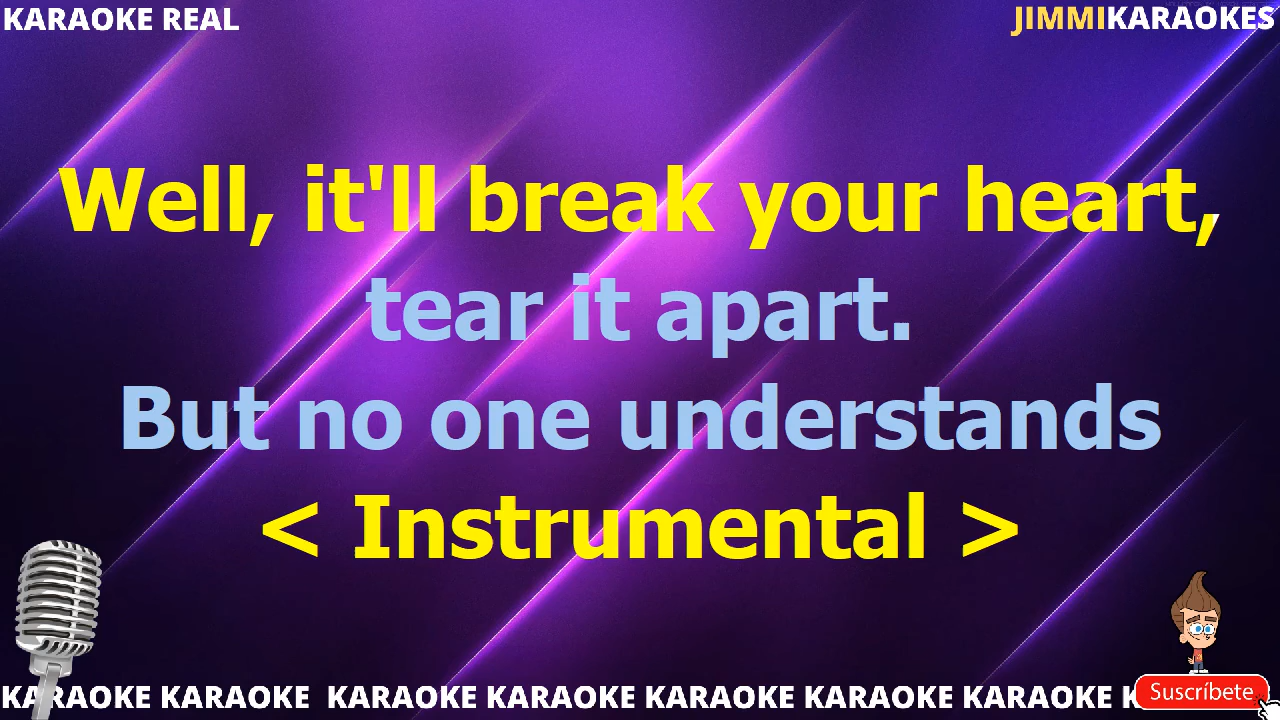 KARAOKE REAL
JIMMIKARAOKES
Well, it'll break your heart,
tear it apart.
But no one understands
< Instrumental >
KARAOKE KARAOKE KARAOKE KARAOKE KARAOKE KARAOKE KARAOKE K
Suscríbete